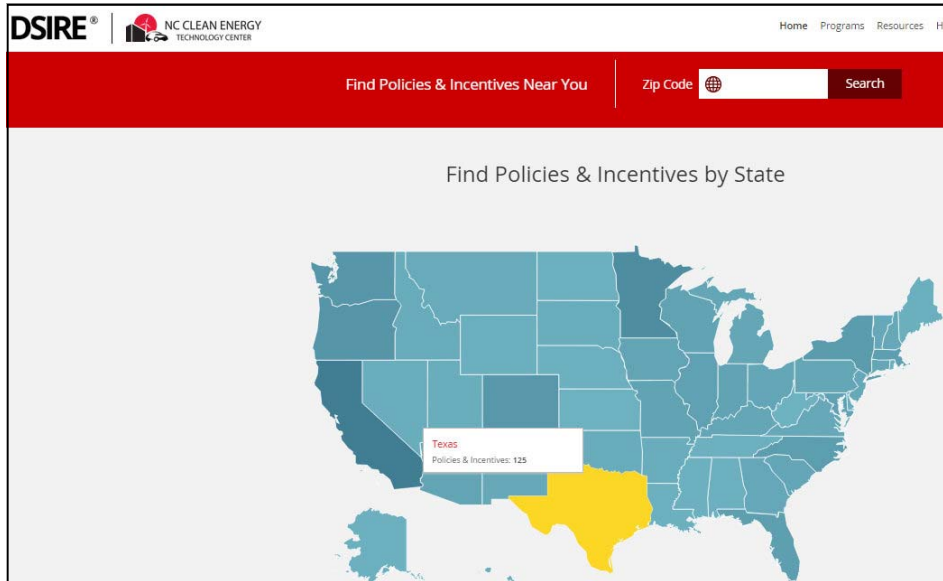 DSIRE®
NC CLEAN ENERGY
TECHNOLOGY CENTER
Home Programs Resources H
Find Policies & Incentives Near You
Zip Code
Search
Find Policies & Incentives by State
Texas
Policies & Incentives: 125